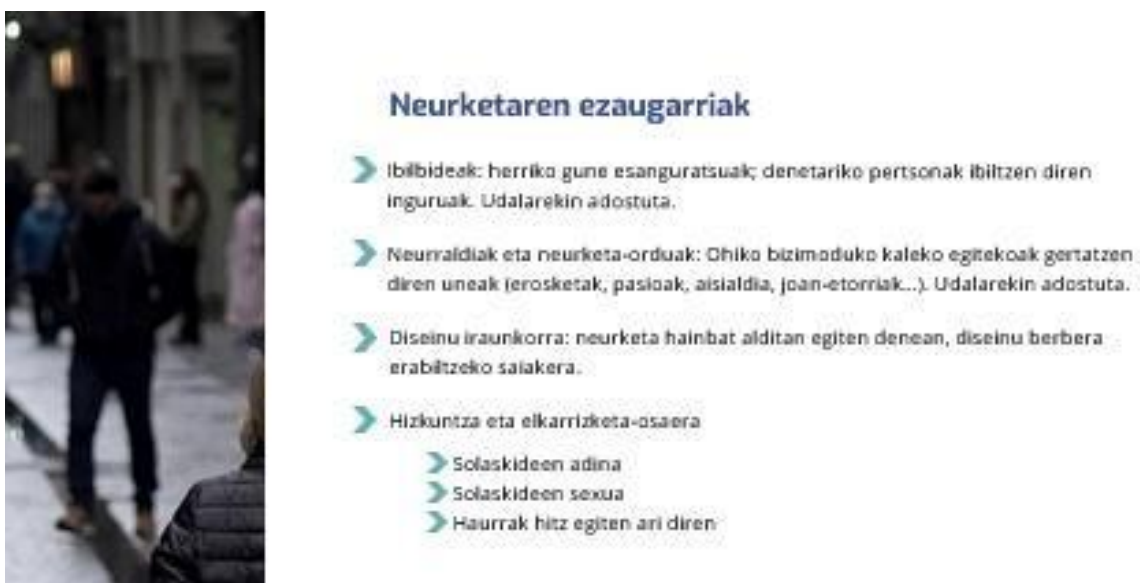 Neurketaren ezaugarriak
Ibilbideak: herriko gune esanguratsuak; denetariko pertsonak ibiltzen diren
inguruak. Udalarekin adostuta.
Neurraldiak eta neurketa-orduak: Ohiko bizimoduko kaleko egitekoak gertatzen
diren uneak (erosketak, pasioak, aisialdia, joan-etorriak...). Udalarekin adostuta.
Diseinu iraunkorra: neurketa hainbat alditan egiten denean, diseinu berbera
erabiltzeko saiakera.
Hizkuntza eta elkarrizketa-osaera
Solaskideen adina
Solaskideen sexua
Haurrak hitz egiten ari diren